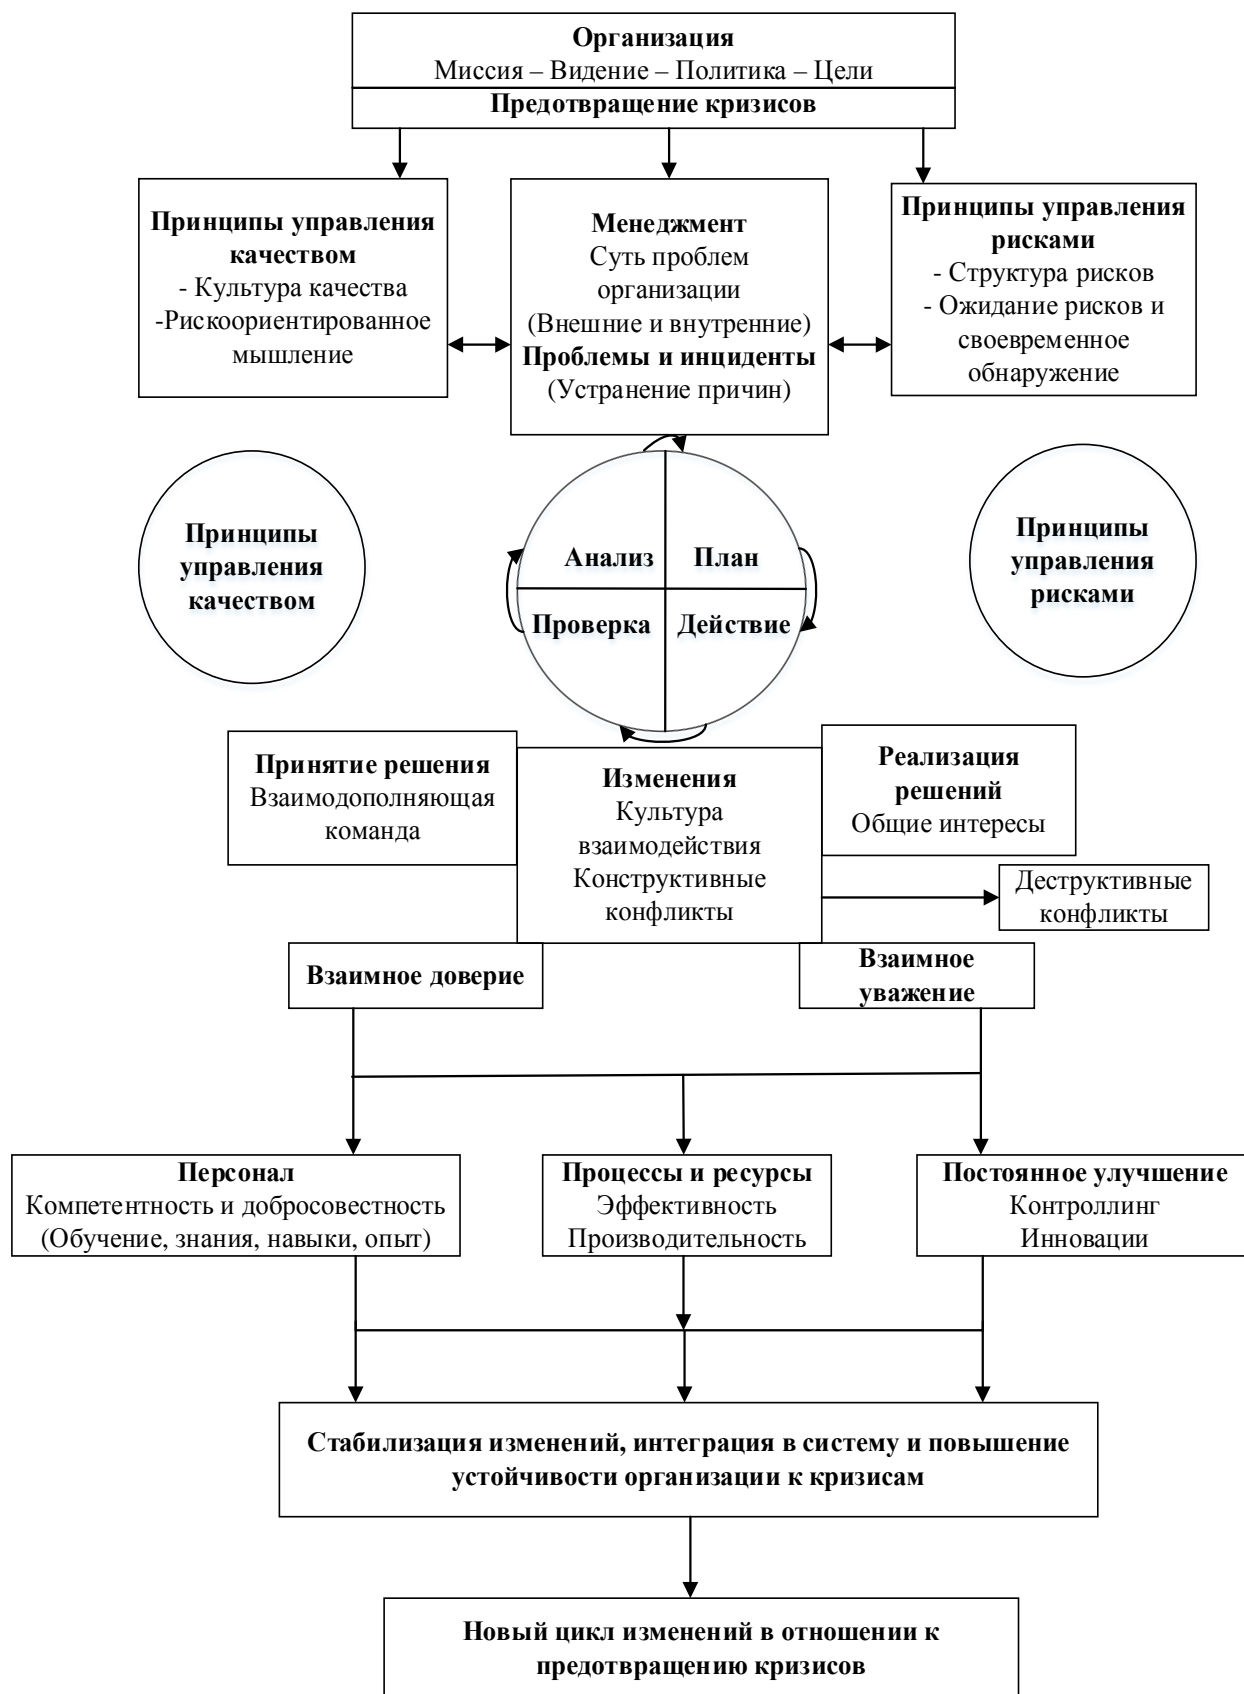 Организация
Миссия – Видение – Политика – Цели
Предотвращение кризисов
Принципы управления
качеством
- Культура качества
-Рискоориентированное
мышление
Менеджмент
Суть проблем
организации
(Внешние и внутренние)
Проблемы и инциденты
(Устранение причин)
Принципы управления
рисками
- Структура рисков
- Ожидание рисков и
своевременное
обнаружение
Принципы
управления
качеством
Анализ
План
Проверка
Действие
Принципы
управления
рисками
Принятие решения
Взаимодополняющая
команда
Изменения
Культура
взаимодействия
Конструктивные
конфликты
Реализация
решений
Общие интересы
Деструктивные
конфликты
Взаимное доверие
Взаимное
уважение
Персонал
Компетентность и добросовестность
(Обучение, знания, навыки, опыт)
Процессы и ресурсы
Эффективность
Производительность
Постоянное улучшение
Контроллинг
Инновации
Стабилизация изменений, интеграция в систему и повышение
устойчивости организации к кризисам
Новый цикл изменений в отношении к
предотвращению кризисов